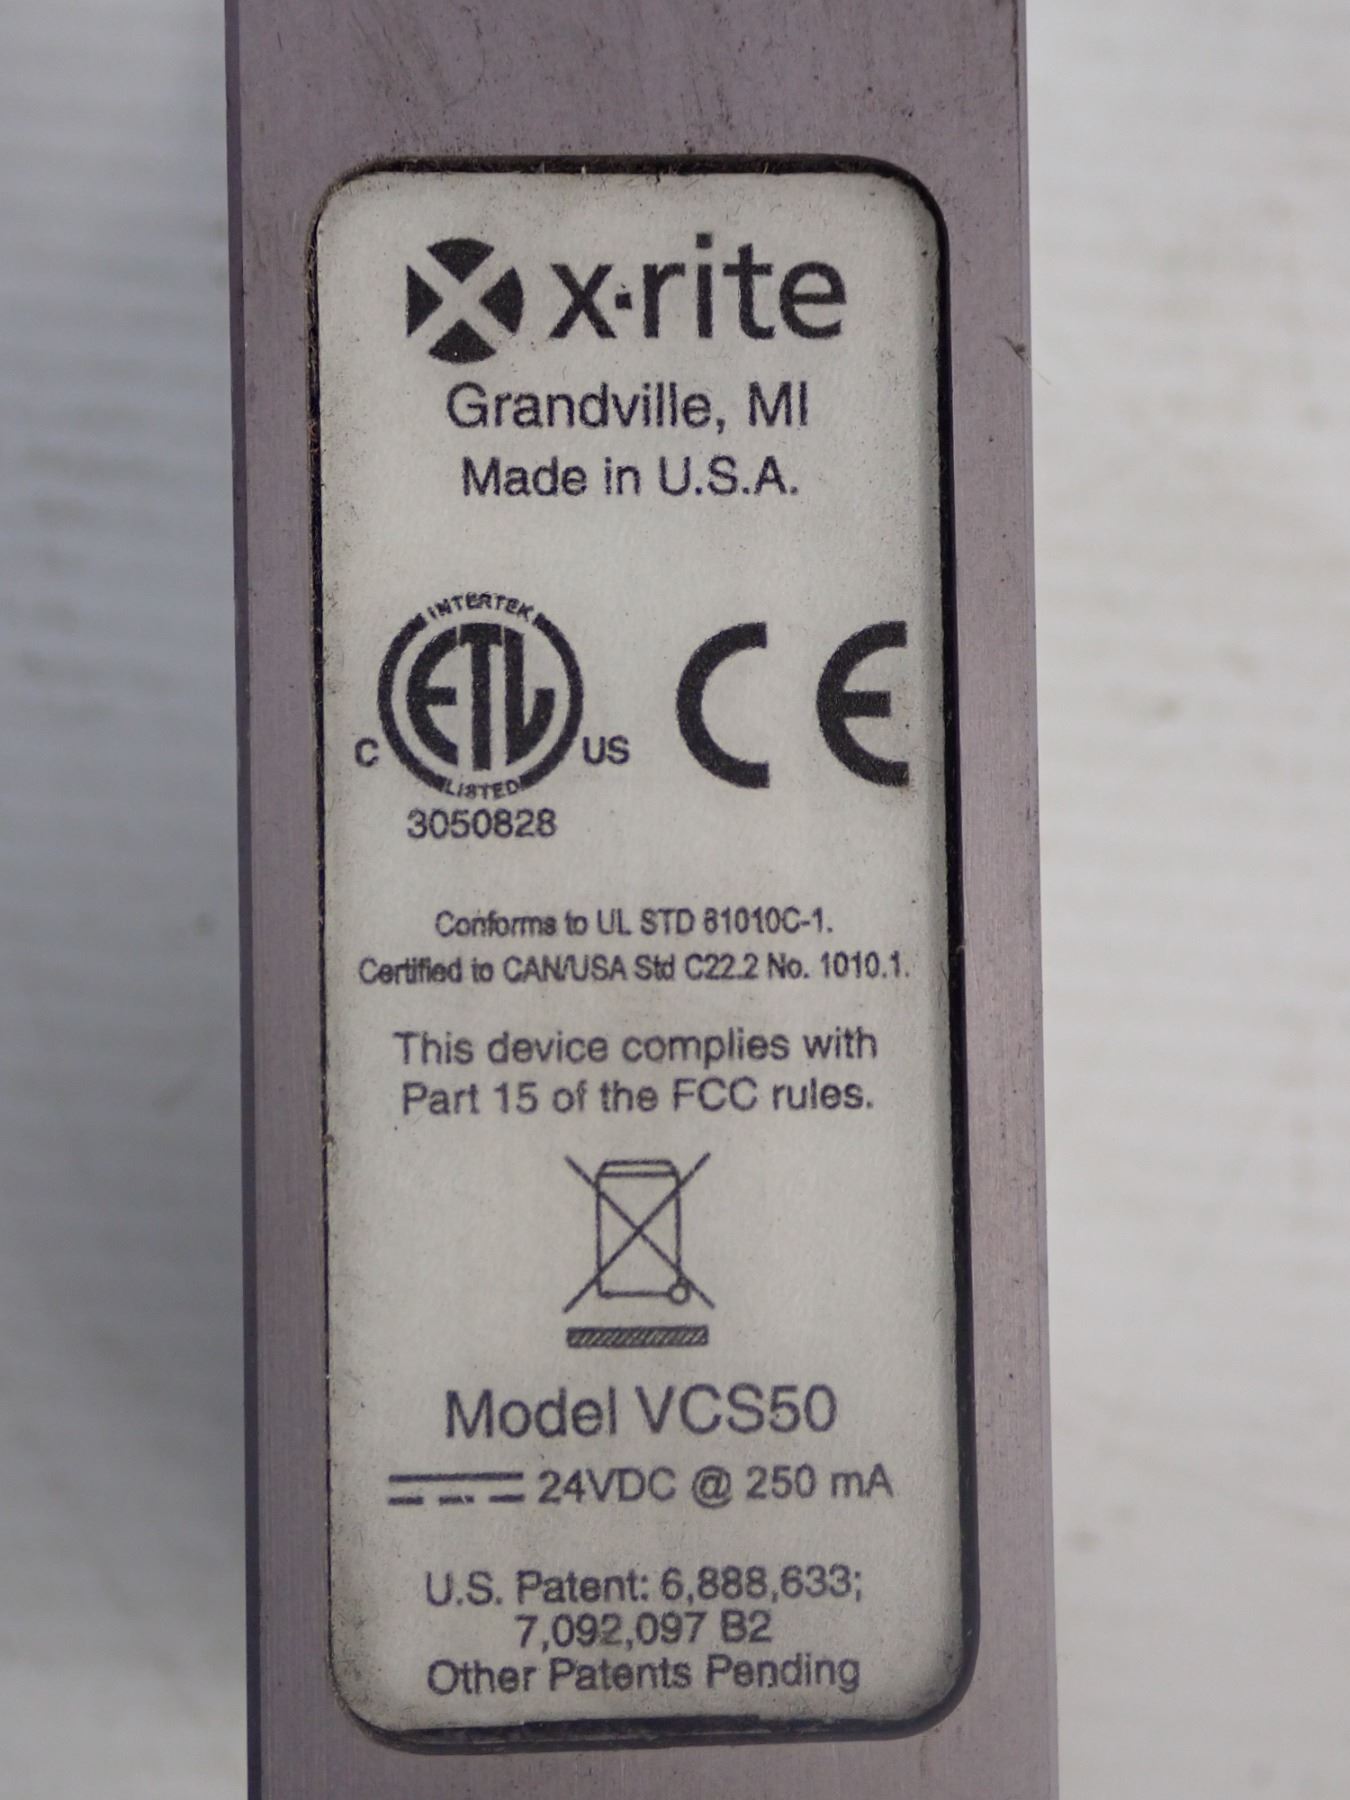 x·rite
Grandville, MI
Made in U.S.A.
INTERTEK
ETL
C US
LISTED
3050828
CE
Conforms to UL STD 61010C-1.
Certified to CAN/USA Std C22.2 No. 1010.1.
This device complies with
Part 15 of the FCC rules.
Model VCS50
24VDC @ 250 mA
U.S. Patent: 6,888,633;
7,092,097 B2
Other Patents Pending